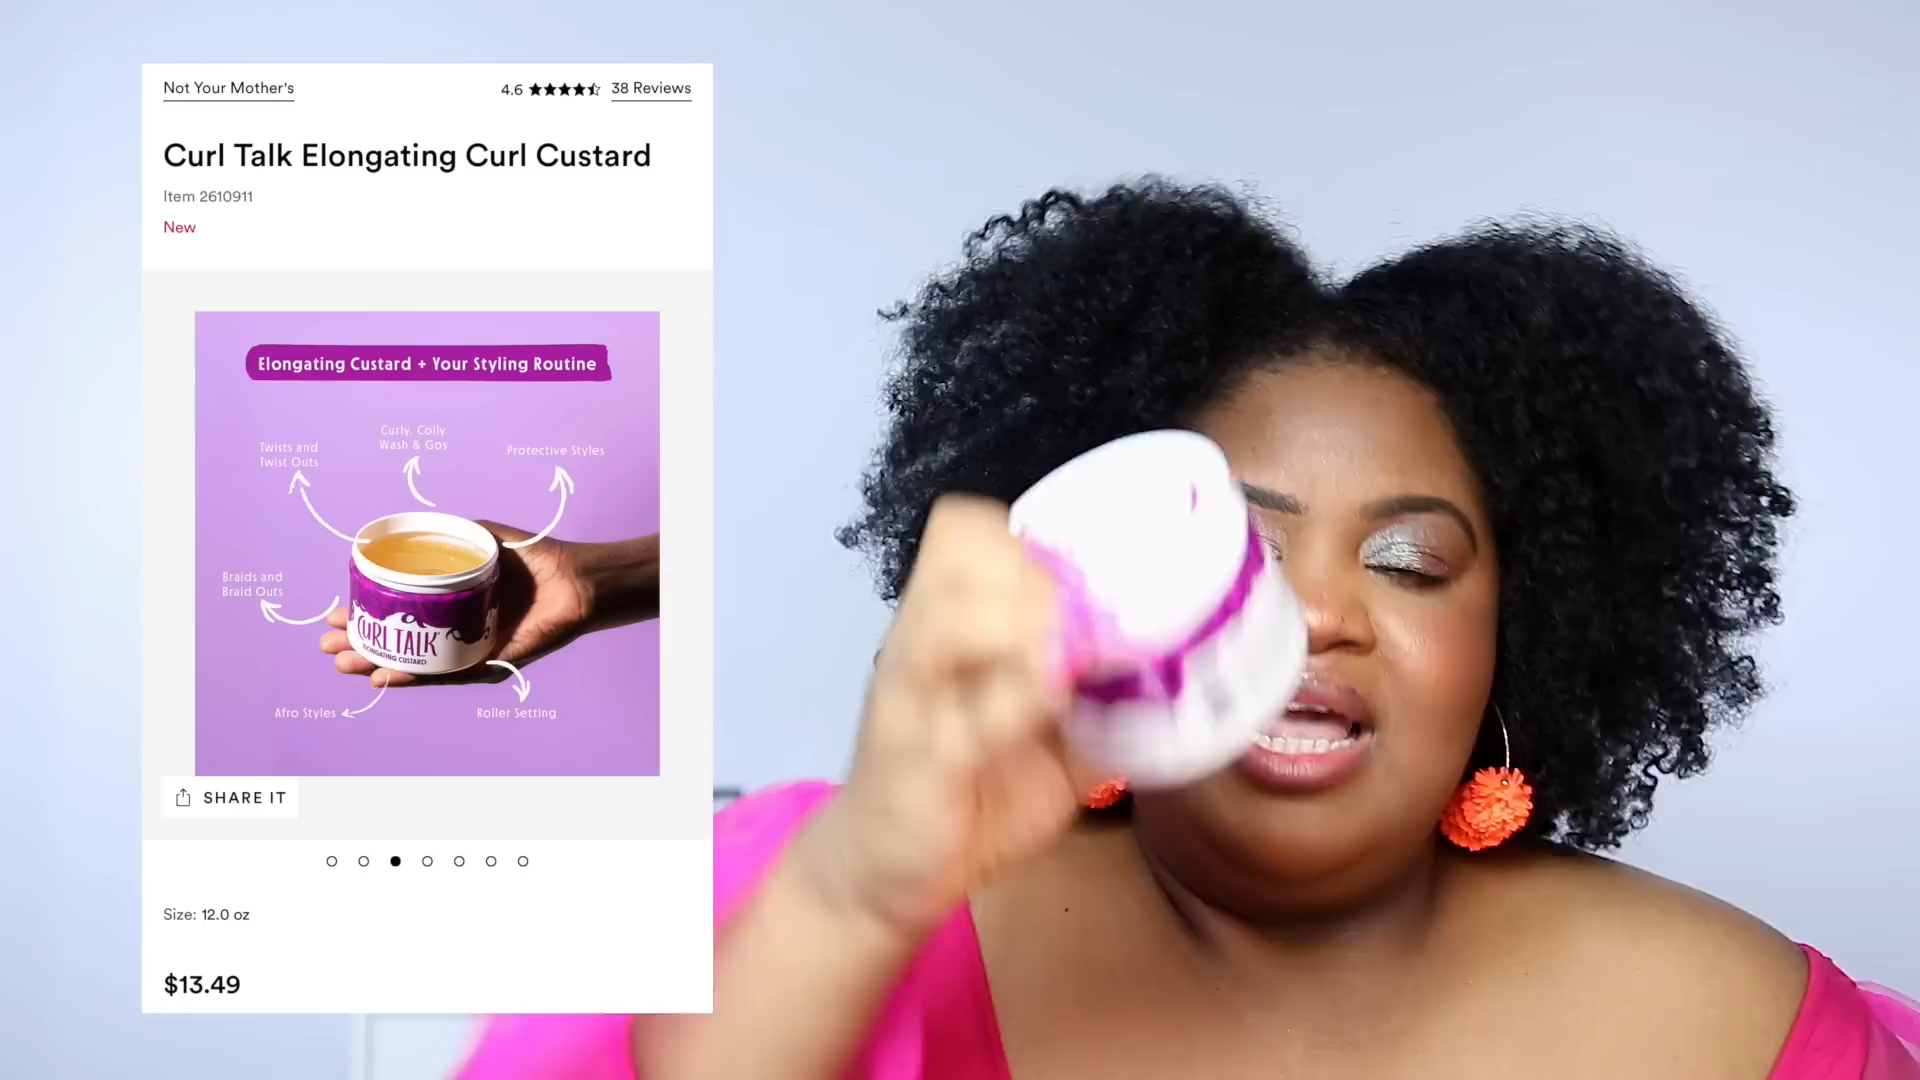 Not Your Mother's
4.6 38 Reviews
Curl Talk Elongating Curl Custard
Item 2610911
New
Elongating Custard + Your Styling Routine
Curly, Coily
Wash & Gos
Twists and
Twist Outs
Protective Styles
Braids and
Braid Outs
CURL TALK
ELONGATING CUSTARD
Afro Styles
Roller Setting
SHARE IT
Size: 12.0 oz
$13.49